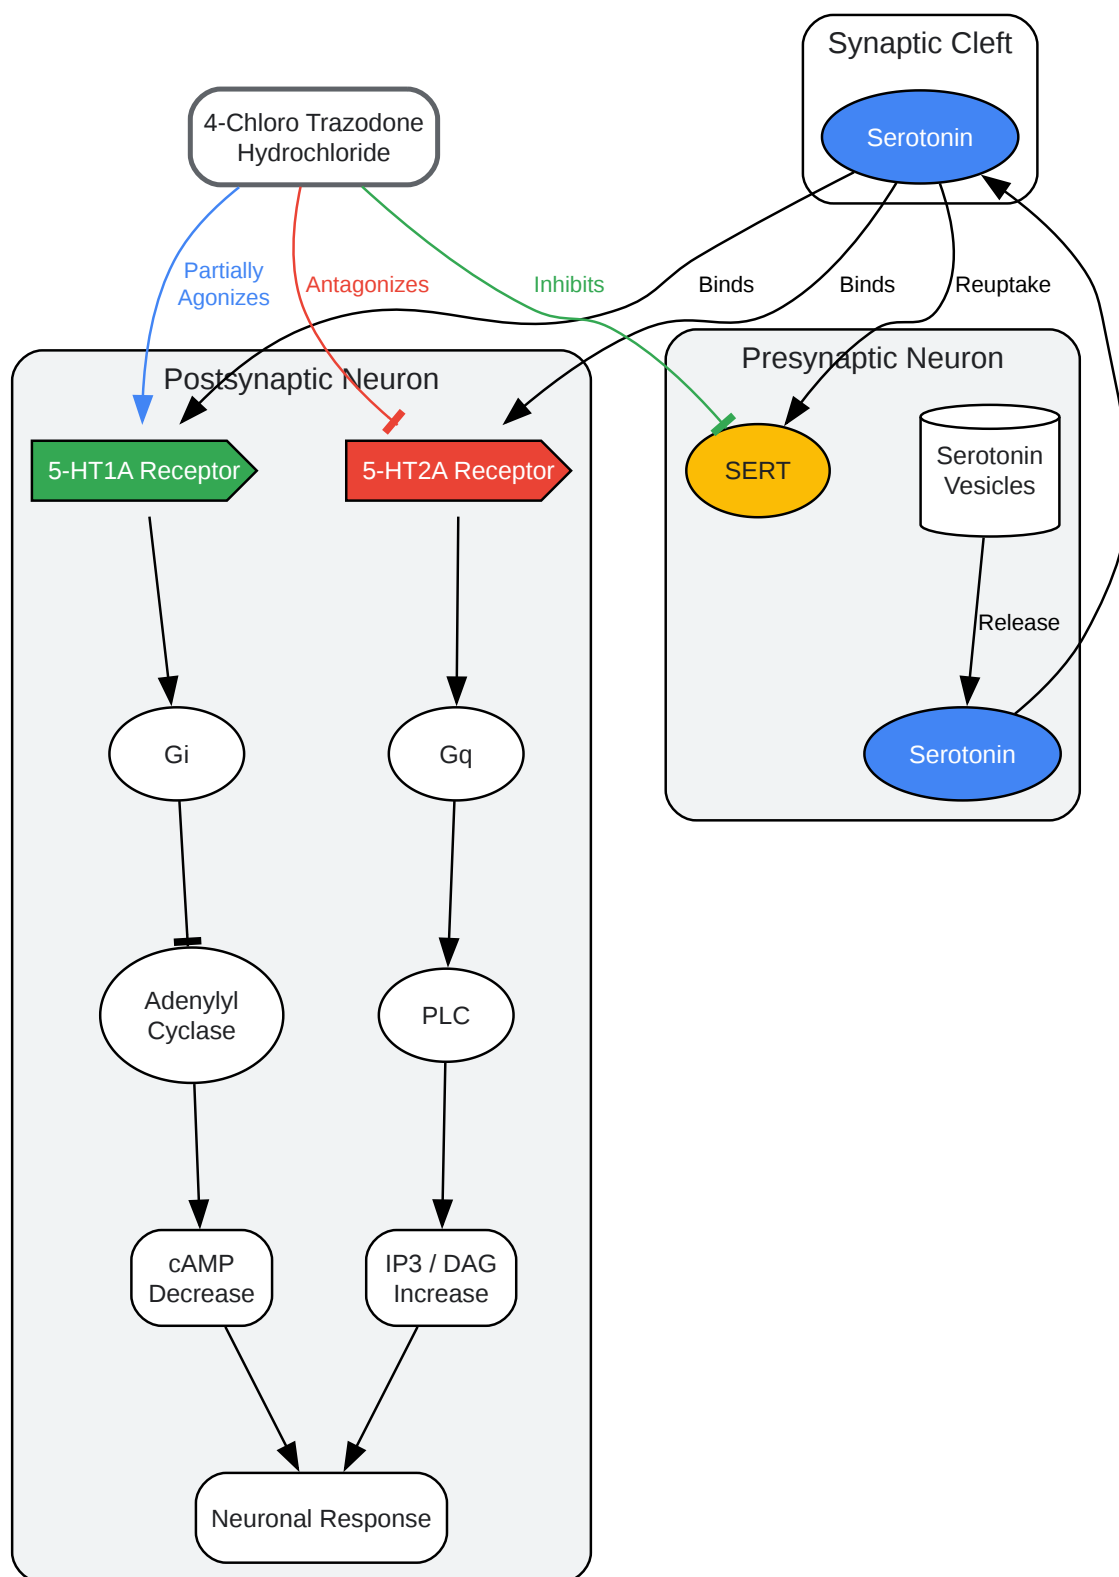 Synaptic Cleft
4-Chloro Trazodone
Hydrochloride
Serotonin
Partially
Agonizes
Antagonizes
Inhibits
Binds
Binds
Reuptake
Postsynaptic Neuron
Presynaptic Neuron
5-HT1A Receptor
5-HT2A Receptor
SERT
Serotonin
Vesicles
Release
Gi
Gq
Serotonin
Adenylyl
Cyclase
PLC
cAMP
Decrease
IP3 / DAG
Increase
Neuronal Response